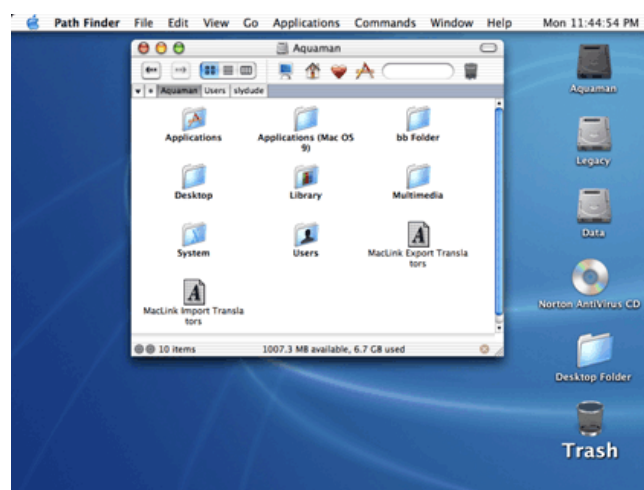 Path Finder File Edit View Go Applications Commands Window Help Mon 11:44:54 PM
Aquaman
Aquaman Users slydude
Applications Applications (Mac OS 9) bb Folder
Desktop Library Multimedia
System Users MacLink Export Transla
tors
MacLink Import Transla
tors
10 items 1007.3 MB available, 6.7 GB used
Aquaman
Legacy
Data
Norton AntiVirus CD
Desktop Folder
Trash